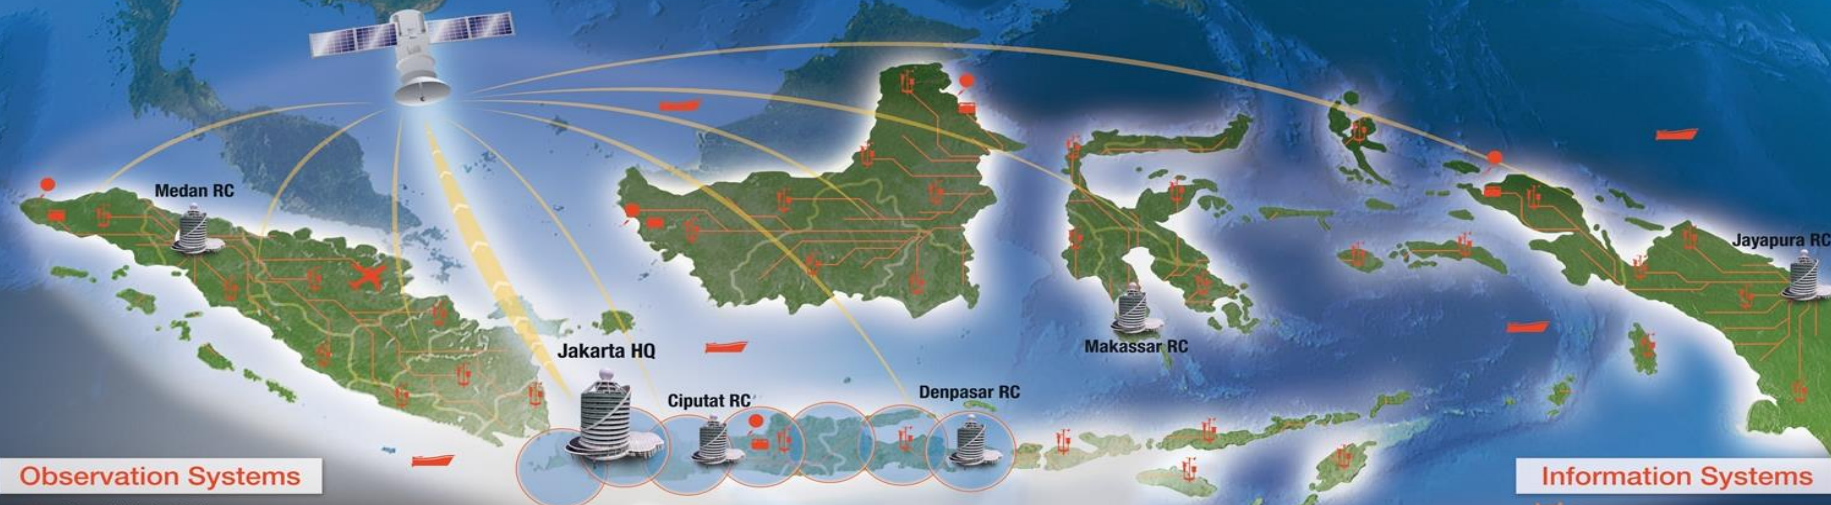 Medan RC
Jayapura RC
Makassar RC
Jakarta HQ
Ciputat RC
Denpasar RC
Observation Systems
Information Systems